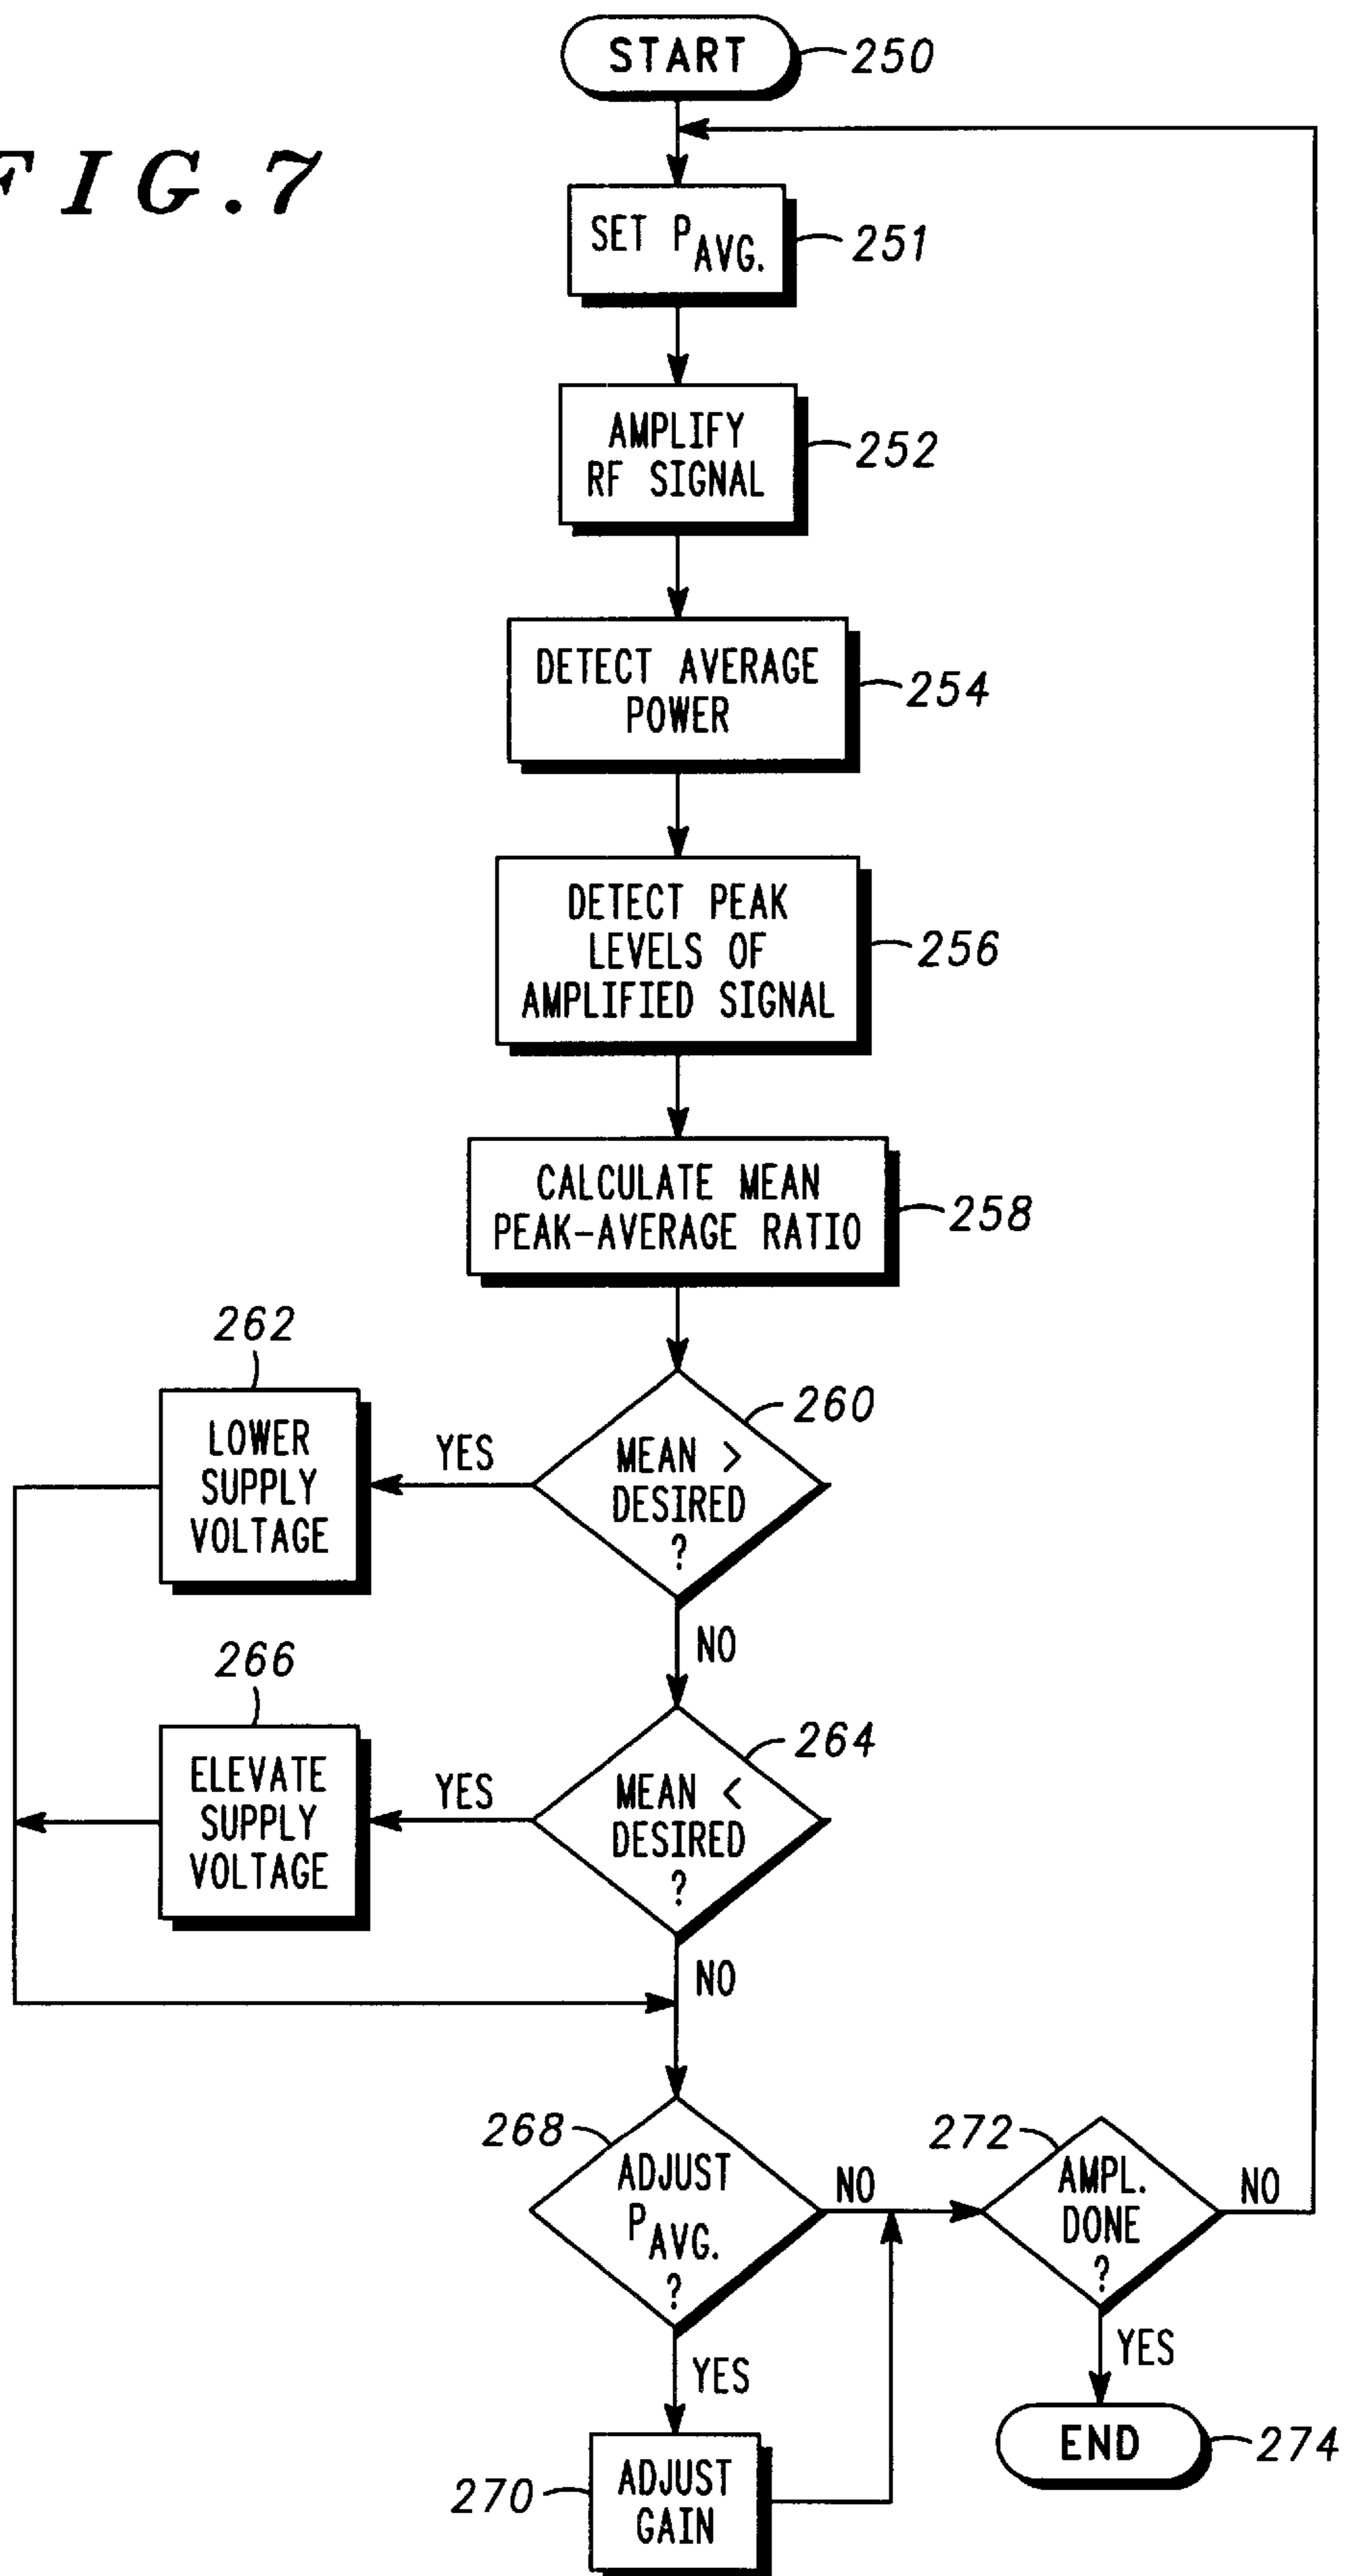 START
250
FIG.7
SET PAVG.
251
AMPLIFY
RF SIGNAL
252
DETECT AVERAGE
POWER
254
DETECT PEAK
LEVELS OF
AMPLIFIED SIGNAL
256
CALCULATE MEAN
PEAK-AVERAGE RATIO
258
262
LOWER
SUPPLY
VOLTAGE
YES
260
MEAN >
DESIRED
?
NO
266
ELEVATE
SUPPLY
VOLTAGE
YES
264
MEAN <
DESIRED
?
NO
268
ADJUST
PAVG.
?
NO
272
AMPL.
DONE
?
NO
YES
YES
270
ADJUST
GAIN
END
274